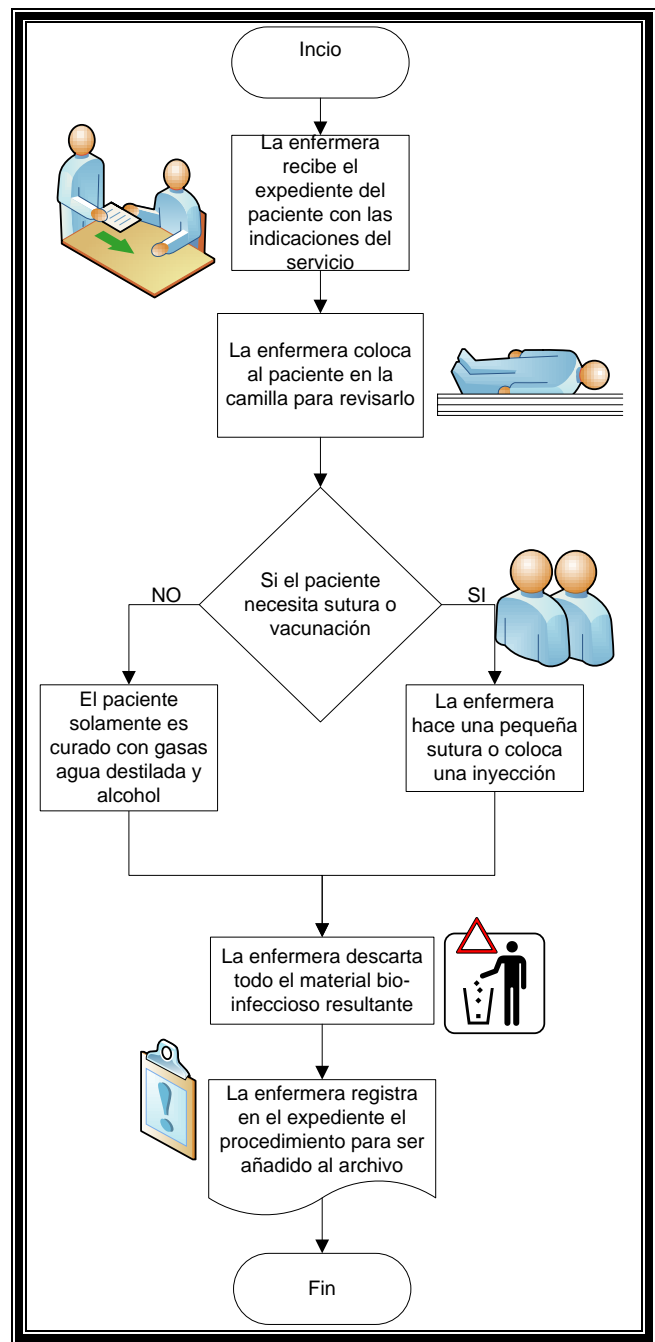 Incio
La enfermera
recibe el
expediente del
paciente con las
indicaciones del
servicio
La enfermera coloca
al paciente en la
camilla para revisarlo
Si el paciente
necesita sutura o
vacunación
NO
SI
El paciente
solamente es
curado con gasas
agua destilada y
alcohol
La enfermera
hace una pequeña
sutura o coloca
una inyección
La enfermera descarta
todo el material bio-
infeccioso resultante
La enfermera registra
en el expediente el
procedimiento para ser
añadido al archivo
Fin